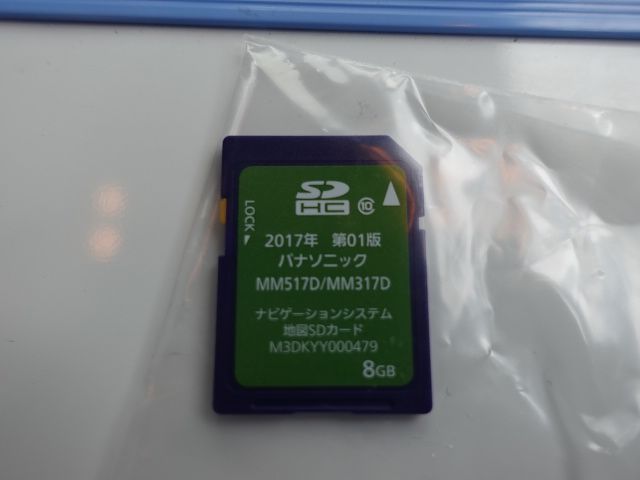 SD
HC 10
LOCK
2017年 第01版
パナソニック
MM517D/MM317D
ナビゲーションシステム
地図SDカード
M3DKYY000479
8GB